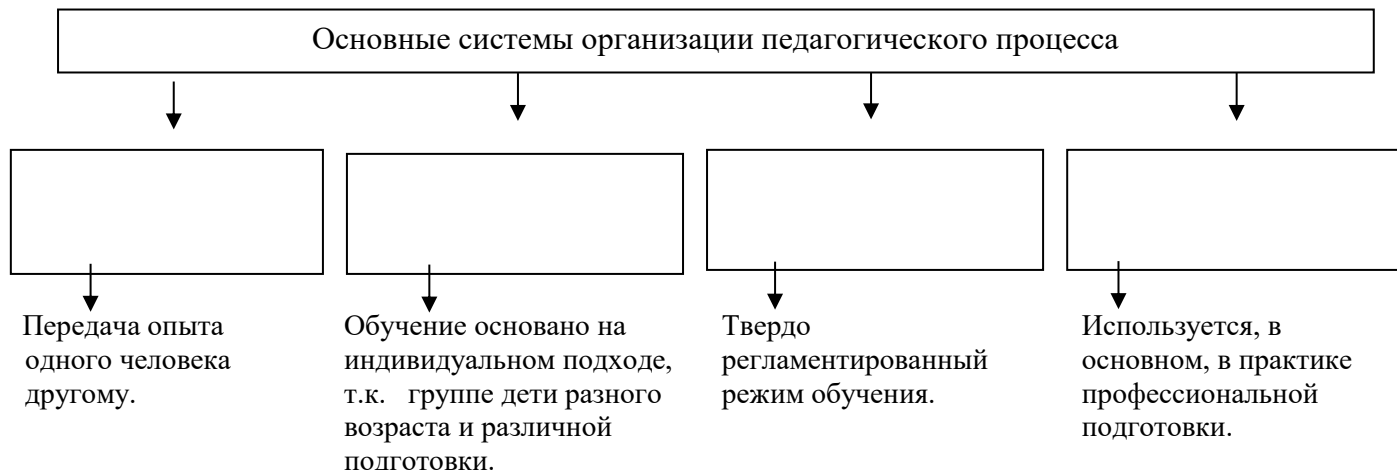 Основные системы организации педагогического процесса
Передача опыта
одного человека
другому.
Обучение основано на
индивидуальном подходе,
т.к. группе дети разного
возраста и различной
подготовки.
Твердо
регламентированный
режим обучения.
Используется, в
основном, в практике
профессиональной
подготовки.